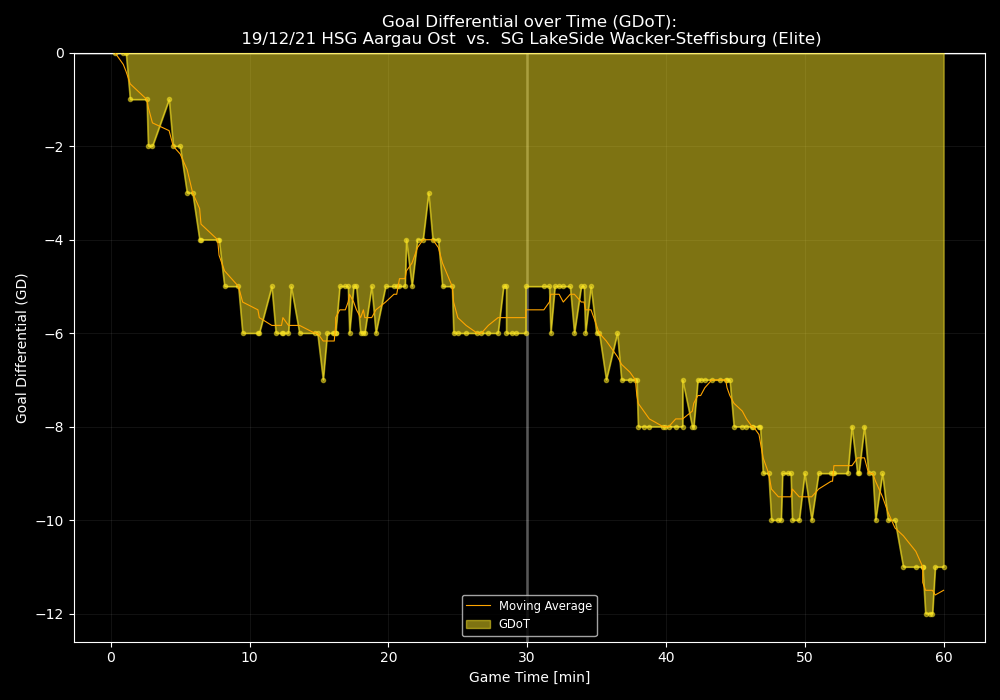 Goal Differential over Time (GDoT):
19/12/21 HSG Aargau Ost  vs.  SG LakeSide Wacker-Steffisburg (Elite)
Goal Differential (GD)
0
−2
−4
−6
−8
−10
−12
0 10 20 30 40 50 60
Game Time [min]
Moving Average
GDoT